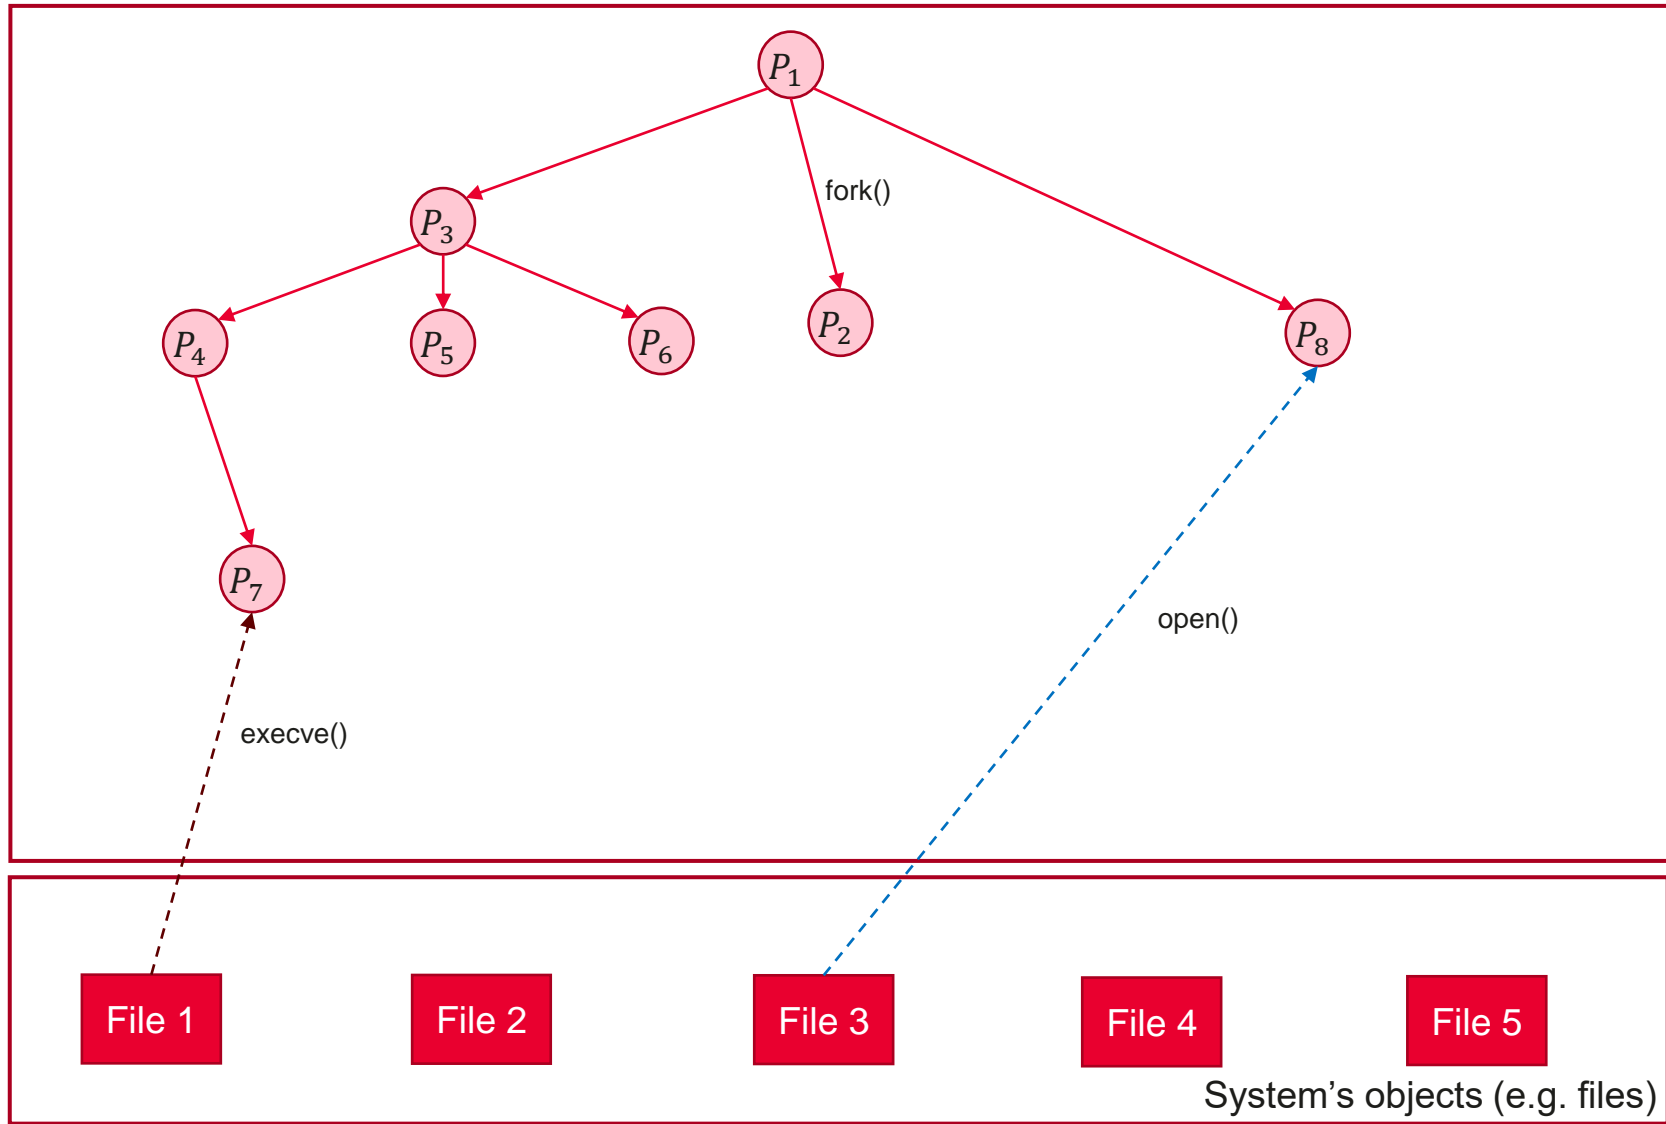 P₁
fork()
P₃
P₂
P₄
P₅
P₆
P₈
P₇
open()
execve()
File 1
File 2
File 3
File 4
File 5
System’s objects (e.g. files)